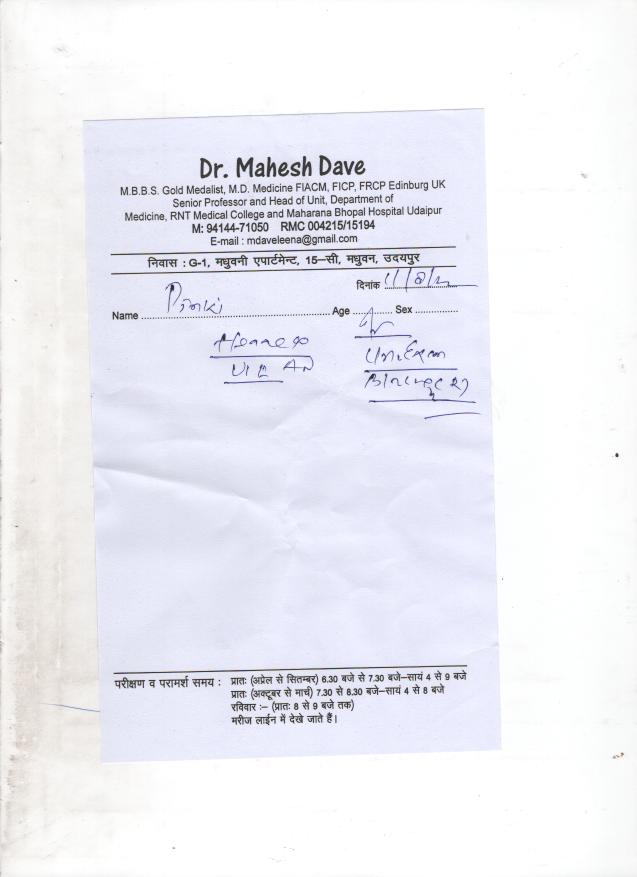 Dr. Mahesh Dave
M.B.B.S. Gold Medalist, M.D. Medicine FIACM, FICP, FRCP Edinburg UK
Senior Professor and Head of Unit, Department of
Medicine, RNT Medical College and Maharana Bhopal Hospital Udaipur
M: 94144-71050 RMC 004215/15194
E-mail : mdaveleena@gmail.com
निवास : G-1, मधुवनी एपार्टमेन्ट, 15–सी, मधुवन, उदयपुर
दिनांक
Name Pinki Age Sex
परीक्षण व परामर्श समय : प्रातः (अप्रेल से सितम्बर) 6.30 बजे से 7.30 बजे–सायं 4 से 9 बजे
प्रातः (अक्टूबर से मार्च) 7.30 से 8.30 बजे–सायं 4 से 8 बजे
रविवार :– (प्रातः 8 से 9 बजे तक)
मरीज लाईन में देखे जाते हैं।